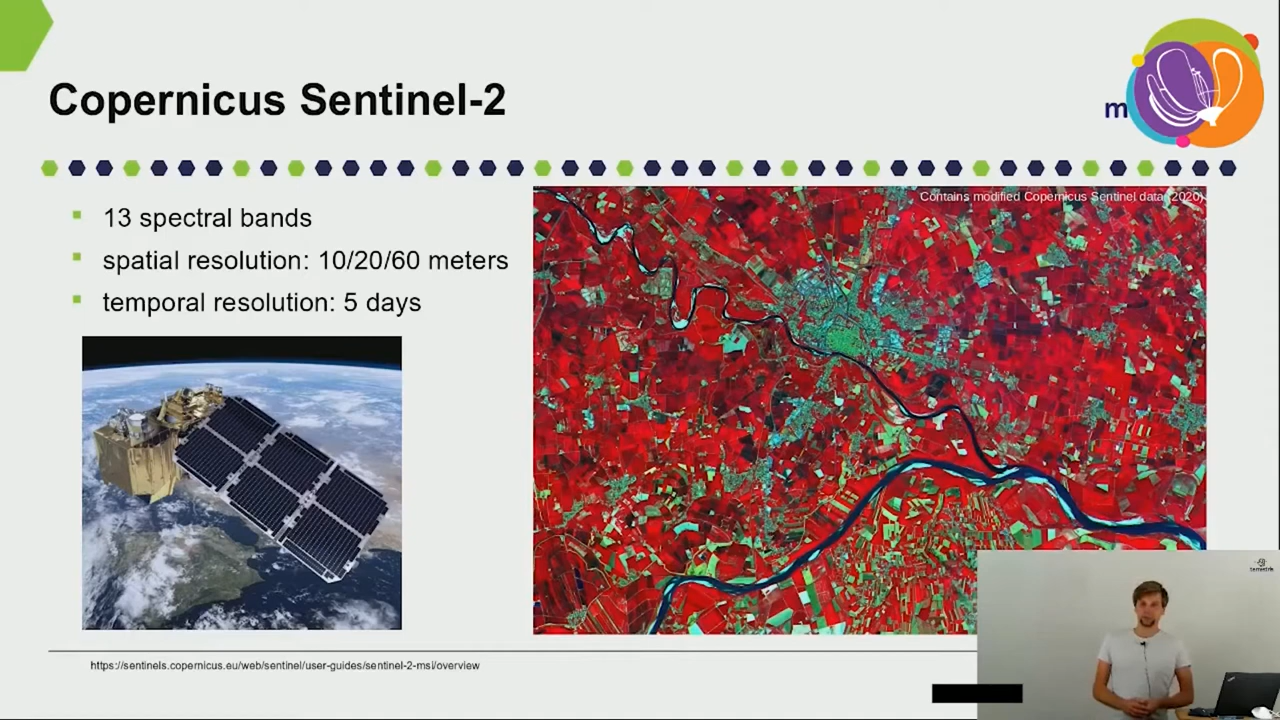 Copernicus Sentinel-2
m
13 spectral bands
spatial resolution: 10/20/60 meters
temporal resolution: 5 days
Contains modified Copernicus Sentinel data (2020)
https://sentinels.copernicus.eu/web/sentinel/user-guides/sentinel-2-msi/overview
terrestris